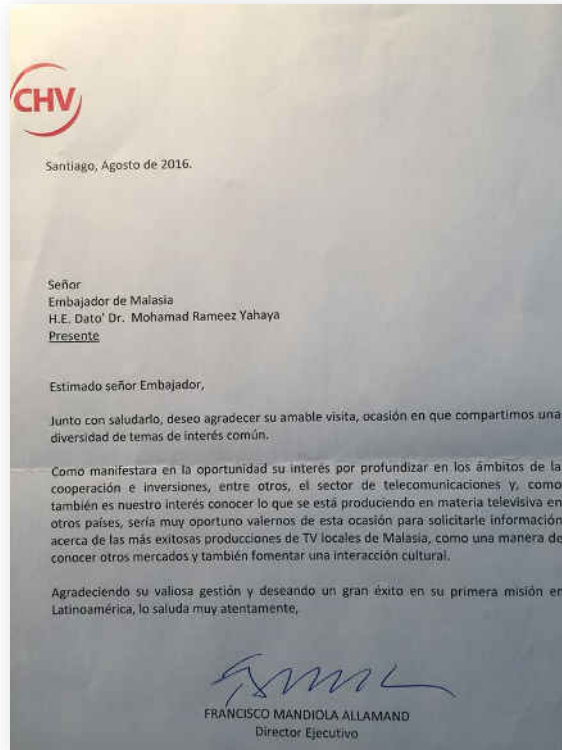 CHV
Santiago, Agosto de 2016.
Señor
Embajador de Malasia
H.E. Dato' Dr. Mohamad Rameez Yahaya
Presente
Estimado señor Embajador,
Junto con saludarlo, deseo agradecer su amable visita, ocasión en que compartimos una
diversidad de temas de interés común.
Como manifestara en la oportunidad su interés por profundizar en los ámbitos de la
cooperación e inversiones, entre otros, el sector de telecomunicaciones y, como
también es nuestro interés conocer lo que se está produciendo en materia televisiva en
otros países, sería muy oportuno valernos de esta ocasión para solicitarle información
acerca de las más exitosas producciones de TV locales de Malasia, como una manera de
conocer otros mercados y también fomentar una interacción cultural.
Agradeciendo su valiosa gestión y deseando un gran éxito en su primera misión en
Latinoamérica, lo saluda muy atentamente,
FRANCISCO MANDIOLA ALLAMAND
Director Ejecutivo